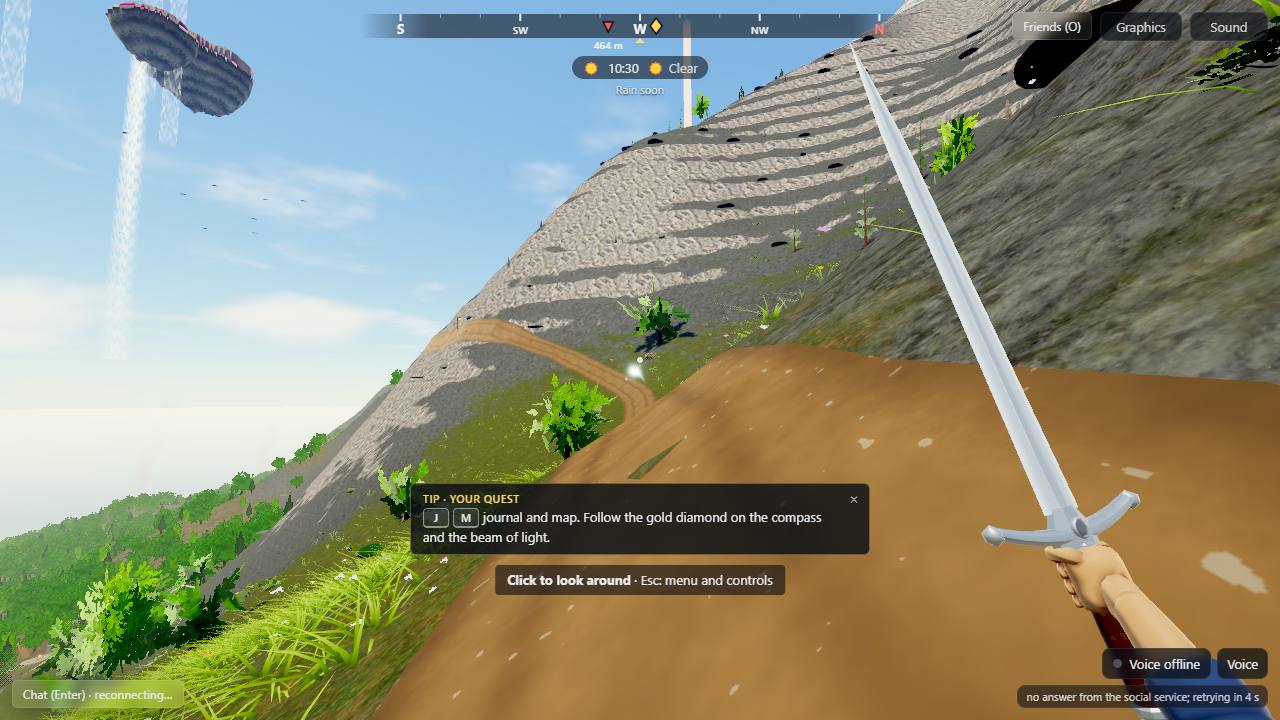 S
SW
W
NW
N
464 m
10:30 Clear
Rain soon
Friends (O)
Graphics
Sound
TIP · YOUR QUEST
×
J M journal and map. Follow the gold diamond on the compass
and the beam of light.
Click to look around · Esc: menu and controls
Voice offline
Voice
Chat (Enter) · reconnecting...
no answer from the social service; retrying in 4 s